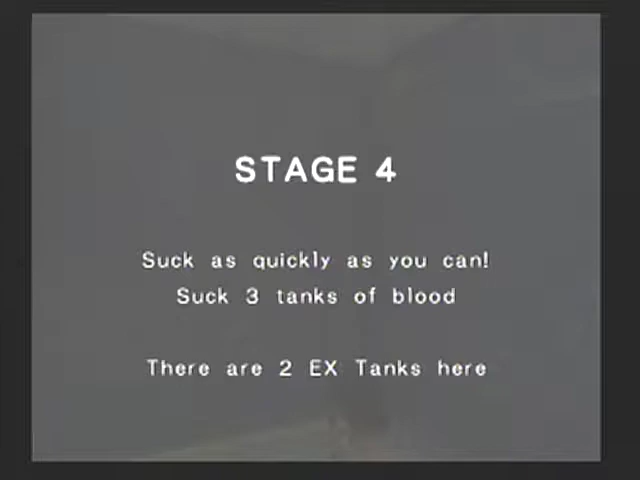 STAGE 4
Suck as quickly as you can!
Suck 3 tanks of blood
There are 2 EX Tanks here